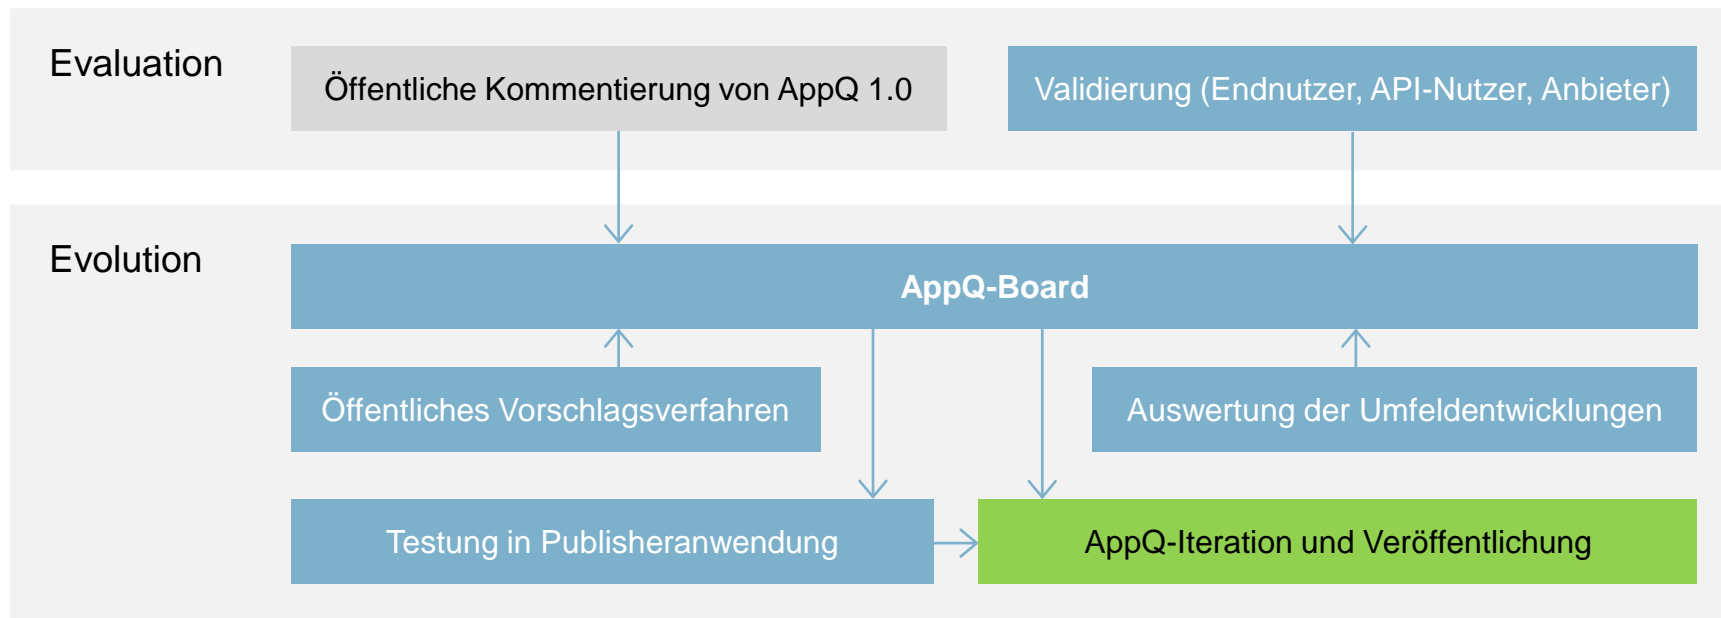 Evaluation
Öffentliche Kommentierung von AppQ 1.0
Validierung (Endnutzer, API-Nutzer, Anbieter)
Evolution
AppQ-Board
Öffentliches Vorschlagsverfahren
Auswertung der Umfeldentwicklungen
Testung in Publisheranwendung
AppQ-Iteration und Veröffentlichung